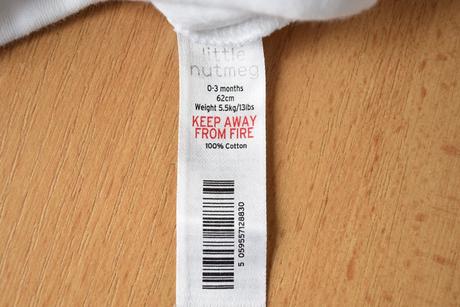 little
nutmeg
0-3 months
62cm
Weight 5.5kg/13lbs
KEEP AWAY
FROM FIRE
100% Cotton
5 059557128830